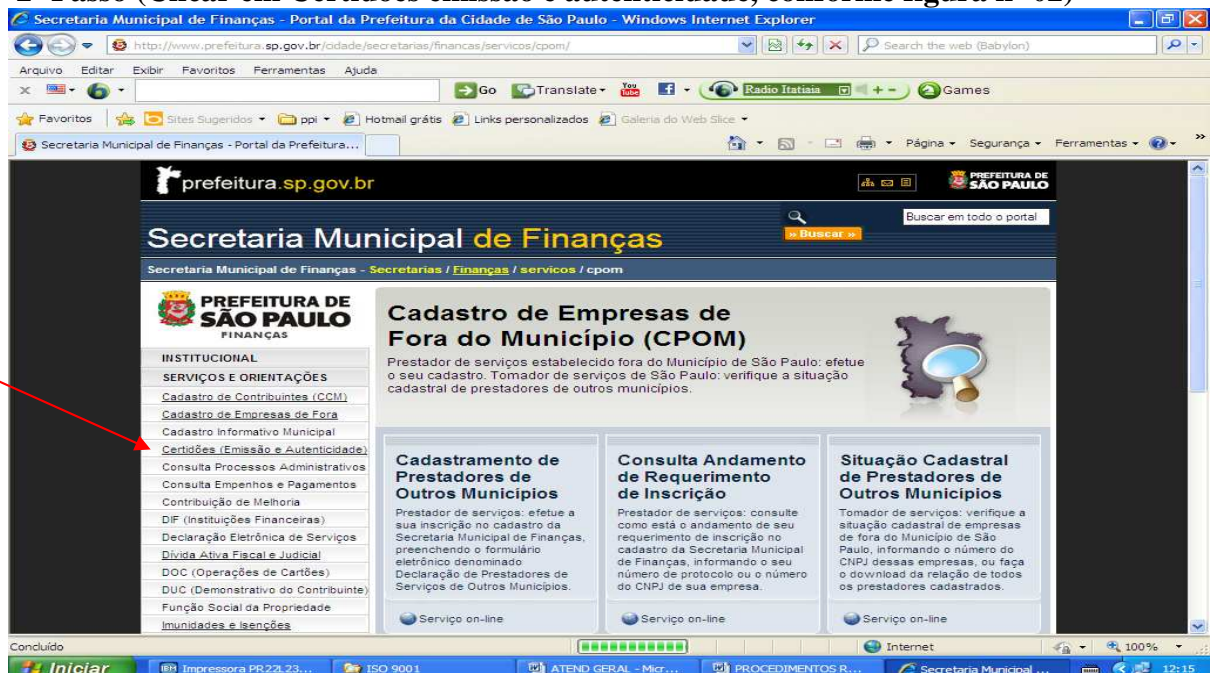 2º Passo (Clicar em Certidões emissão e autenticidade, conforme figura nº 02)
Secretaria Municipal de Finanças - Portal da Prefeitura da Cidade de São Paulo - Windows Internet Explorer
http://www.prefeitura.sp.gov.br/cidade/secretarias/financas/servicos/cpom/
Search the web (Babylon)
Arquivo Editar Exibir Favoritos Ferramentas Ajuda
Go Translate You Tube Radio Itatiaia Games
Favoritos Sites Sugeridos ppi Hotmail grátis Links personalizados Galeria do Web Slice
Secretaria Municipal de Finanças - Portal da Prefeitura...
Página Segurança Ferramentas
prefeitura.sp.gov.br
PREFEITURA DE
SÃO PAULO
Buscar em todo o portal
» Buscar »
Secretaria Municipal de Finanças
Secretaria Municipal de Finanças - Secretarias / Finanças / servicos / cpom
PREFEITURA DE
SÃO PAULO
FINANÇAS
INSTITUCIONAL
SERVIÇOS E ORIENTAÇÕES
Cadastro de Contribuintes (CCM)
Cadastro de Empresas de Fora
Cadastro Informativo Municipal
Certidões (Emissão e Autenticidade)
Consulta Processos Administrativos
Consulta Empenhos e Pagamentos
Contribuição de Melhoria
DIF (Instituições Financeiras)
Declaração Eletrônica de Serviços
Dívida Ativa Fiscal e Judicial
DOC (Operações de Cartões)
DUC (Demonstrativo do Contribuinte)
Função Social da Propriedade
Imunidades e Isenções
Cadastro de Empresas de
Fora do Município (CPOM)
Prestador de serviços estabelecido fora do Município de São Paulo: efetue
o seu cadastro. Tomador de serviços de São Paulo: verifique a situação
cadastral de prestadores de outros municípios.
Cadastramento de
Prestadores de
Outros Municípios
Prestador de serviços: efetue a
sua inscrição no cadastro da
Secretaria Municipal de Finanças,
preenchendo o formulário
eletrônico denominado
Declaração de Prestadores de
Serviços de Outros Municípios.
Serviço on-line
Consulta Andamento
de Requerimento
de Inscrição
Prestador de serviços: consulte
como está o andamento de seu
requerimento de inscrição no
cadastro da Secretaria Municipal
de Finanças, informando o seu
número de protocolo ou o número
do CNPJ de sua empresa.
Serviço on-line
Situação Cadastral
de Prestadores de
Outros Municípios
Tomador de serviços: verifique a
situação cadastral de empresas
de fora do Município de São
Paulo, informando o número do
CNPJ dessas empresas, ou faça
o download da relação de todos
os prestadores cadastrados.
Serviço on-line
Concluído
Internet
100%
Iniciar
Impressora PR22L23...
ISO 9001
ATEND GERAL - Micr...
PROCEDIMENTOS R...
Secretaria Municipal ...
12:15